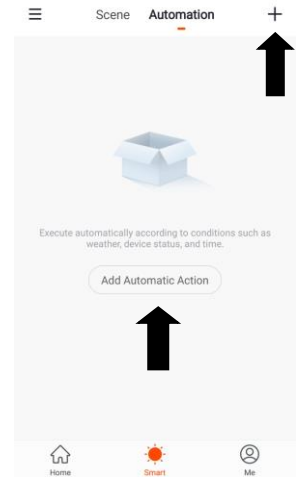 Scene Automation +
Execute automatically according to conditions such as
weather, device status, and time.
Add Automatic Action
Home Smart Me